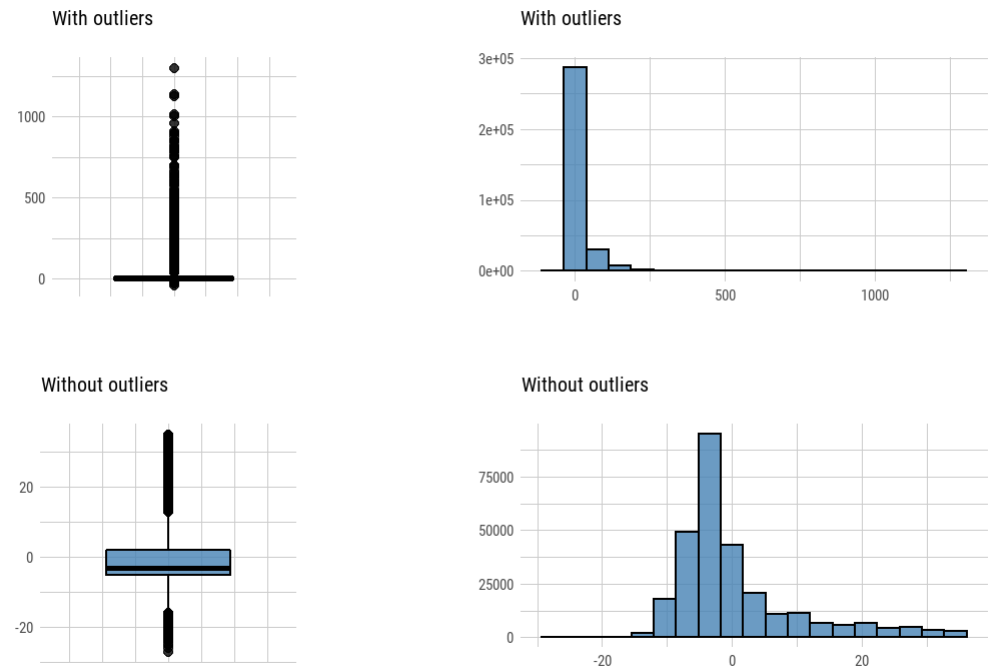 With outliers
1000
500
0
With outliers
3e+05
2e+05
1e+05
0e+00
0 500 1000
Without outliers
20
0
-20
Without outliers
75000
50000
25000
0
-20 0 20